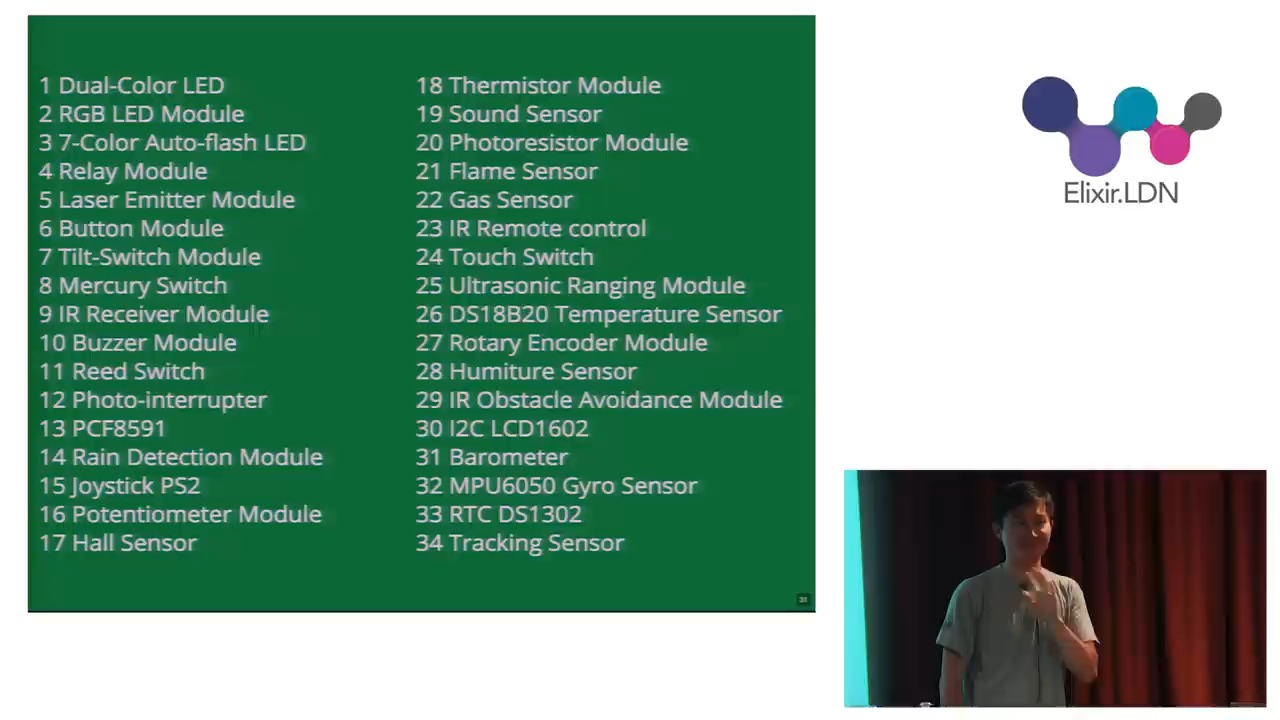 1 Dual-Color LED
2 RGB LED Module
3 7-Color Auto-flash LED
4 Relay Module
5 Laser Emitter Module
6 Button Module
7 Tilt-Switch Module
8 Mercury Switch
9 IR Receiver Module
10 Buzzer Module
11 Reed Switch
12 Photo-interrupter
13 PCF8591
14 Rain Detection Module
15 Joystick PS2
16 Potentiometer Module
17 Hall Sensor
18 Thermistor Module
19 Sound Sensor
20 Photoresistor Module
21 Flame Sensor
22 Gas Sensor
23 IR Remote control
24 Touch Switch
25 Ultrasonic Ranging Module
26 DS18B20 Temperature Sensor
27 Rotary Encoder Module
28 Humiture Sensor
29 IR Obstacle Avoidance Module
30 I2C LCD1602
31 Barometer
32 MPU6050 Gyro Sensor
33 RTC DS1302
34 Tracking Sensor
31
Elixir.LDN